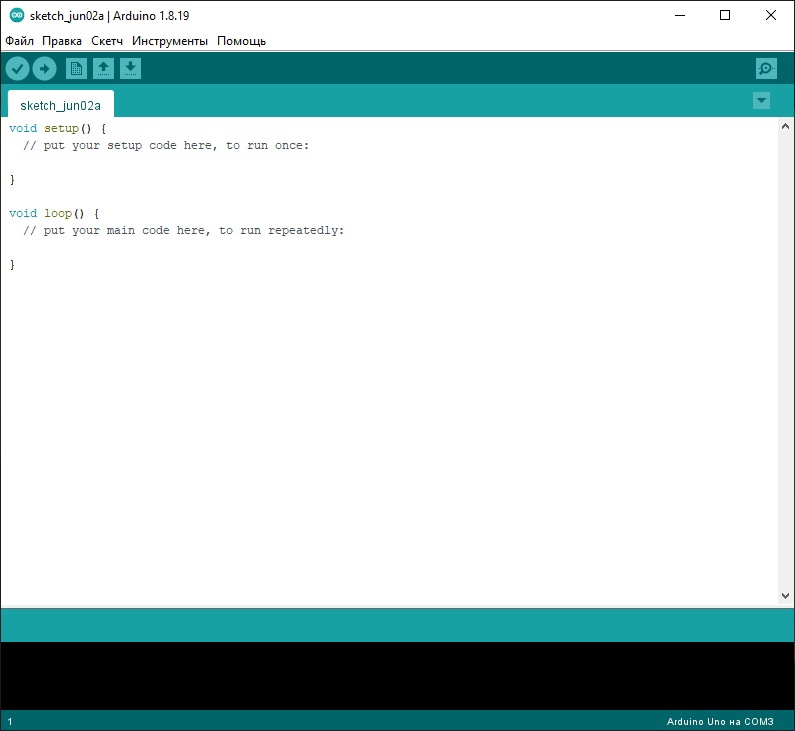 sketch_jun02a | Arduino 1.8.19
Файл Правка Скетч Инструменты Помощь
sketch_jun02a
void setup() {
  // put your setup code here, to run once:
}
void loop() {
  // put your main code here, to run repeatedly:
}
1 Arduino Uno на COM3